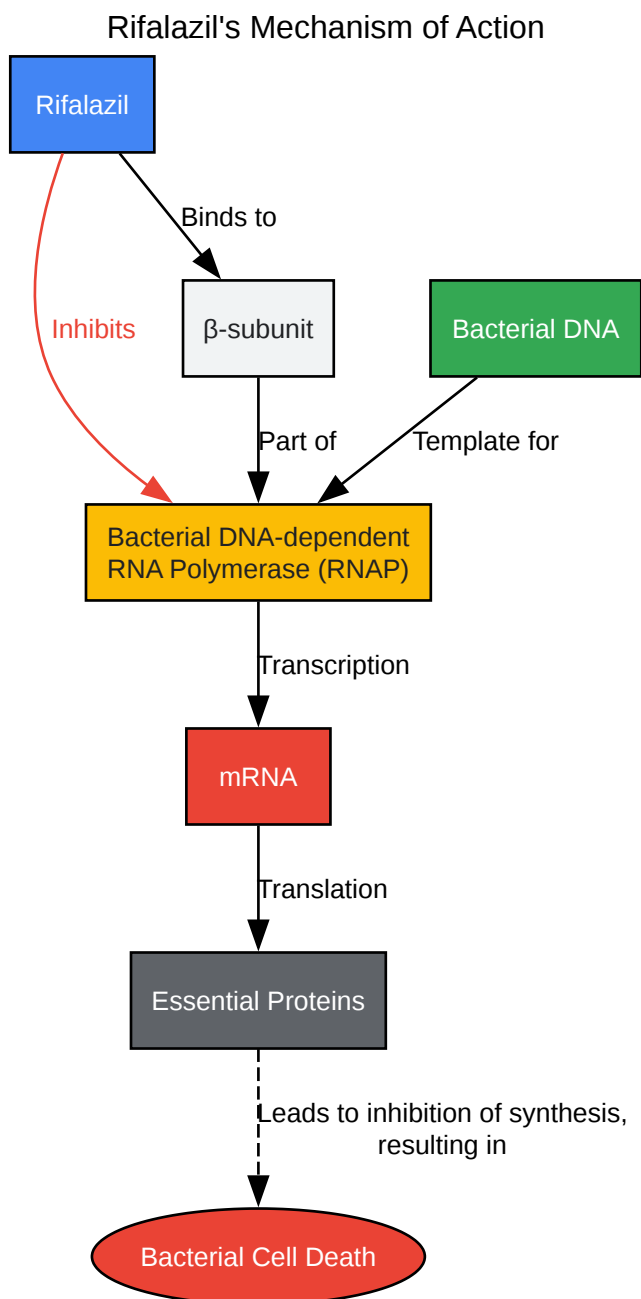 Rifalazil's Mechanism of Action
Rifalazil
Binds to
Inhibits
β-subunit
Bacterial DNA
Part of
Template for
Bacterial DNA-dependent
RNA Polymerase (RNAP)
Transcription
mRNA
Translation
Essential Proteins
Leads to inhibition of synthesis,
resulting in
Bacterial Cell Death